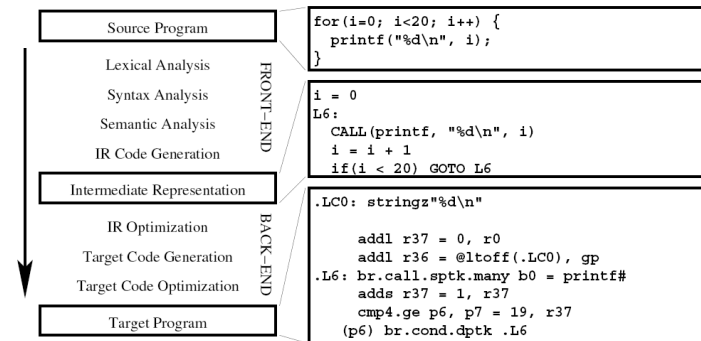 Source Program
Lexical Analysis
Syntax Analysis
Semantic Analysis
IR Code Generation
FRONT-END
Intermediate Representation
IR Optimization
Target Code Generation
Target Code Optimization
BACK-END
Target Program
for(i=0; i<20; i++) {
printf("%d\n", i);
}
i = 0
L6:
CALL(printf, "%d\n", i)
i = i + 1
if(i < 20) GOTO L6
.LC0: stringz"%d\n"
addl r37 = 0, r0
addl r36 = @ltoff(.LC0), gp
.L6: br.call.sptk.many b0 = printf#
adds r37 = 1, r37
cmp4.ge p6, p7 = 19, r37
(p6) br.cond.dptk .L6